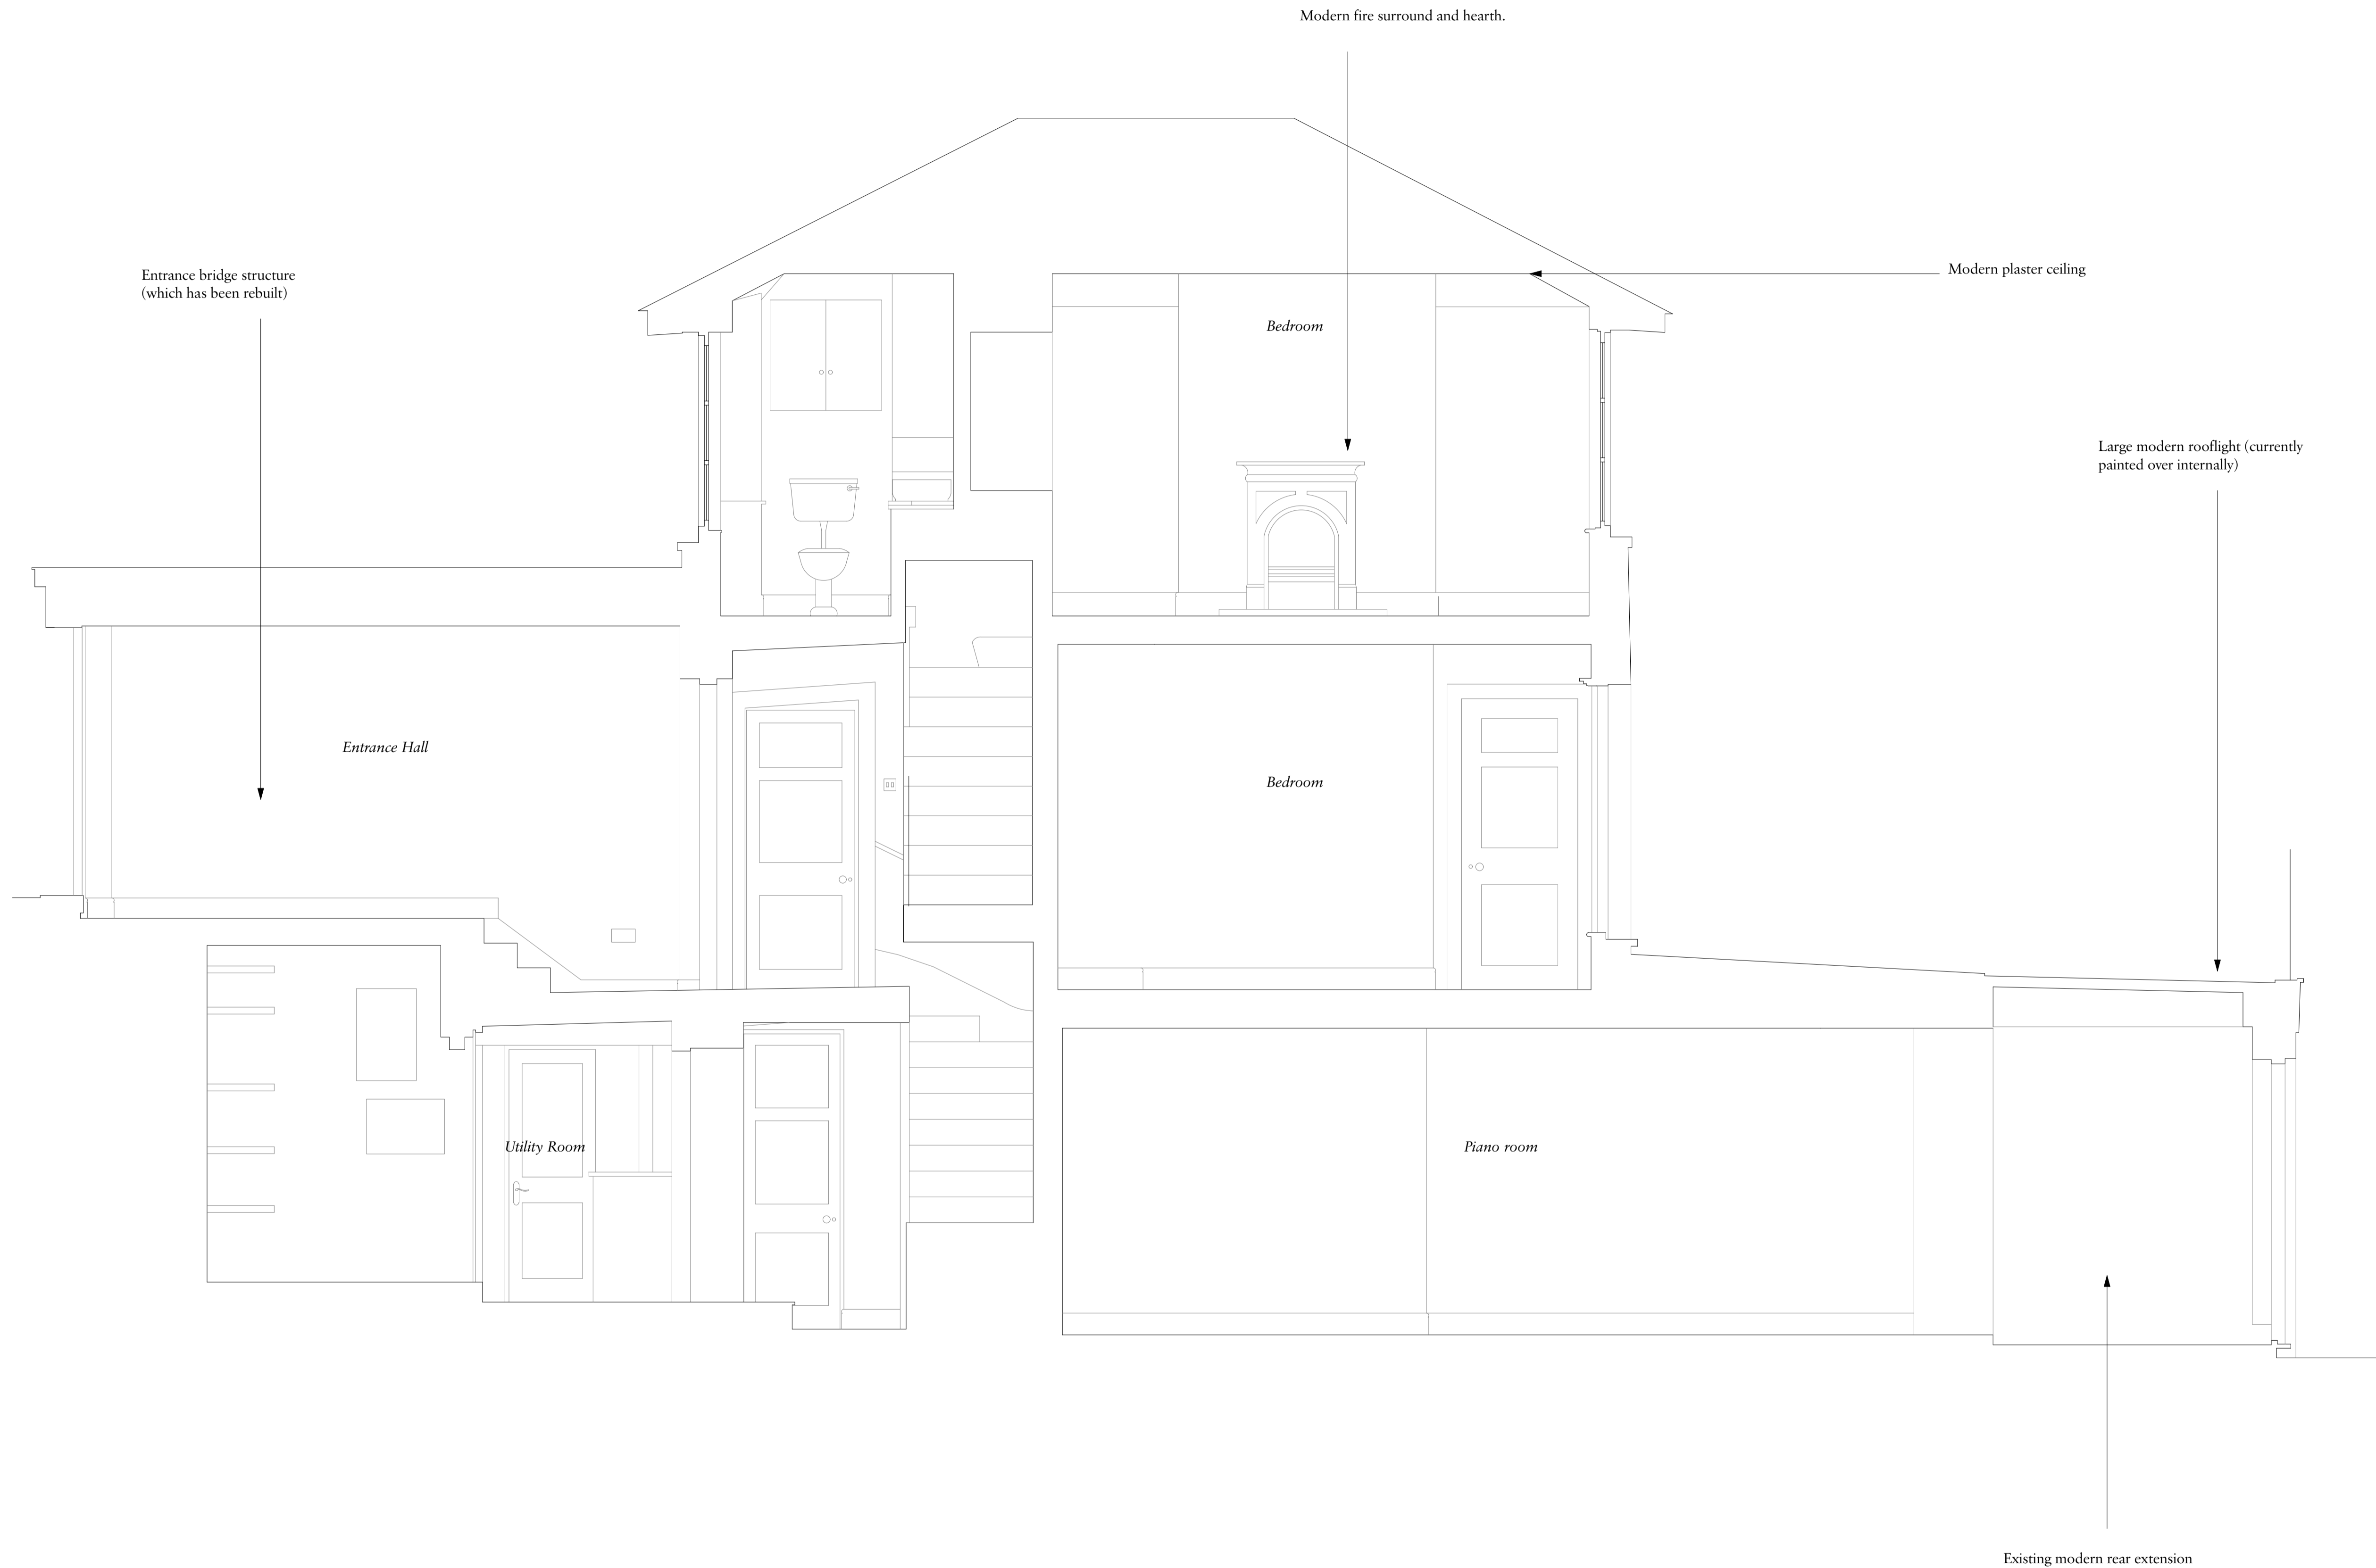 Modern fire surround and hearth.
Entrance bridge structure
(which has been rebuilt)
Modern plaster ceiling
Bedroom
Large modern rooflight (currently
painted over internally)
Entrance Hall
Bedroom
Utility Room
Piano room
Existing modern rear extension